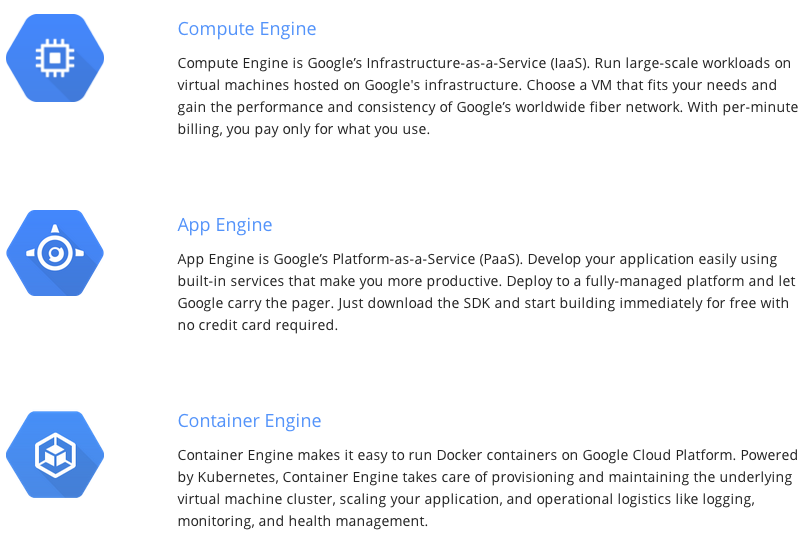 Compute Engine
Compute Engine is Google’s Infrastructure-as-a-Service (IaaS). Run large-scale workloads on
virtual machines hosted on Google's infrastructure. Choose a VM that fits your needs and
gain the performance and consistency of Google’s worldwide fiber network. With per-minute
billing, you pay only for what you use.
App Engine
App Engine is Google’s Platform-as-a-Service (PaaS). Develop your application easily using
built-in services that make you more productive. Deploy to a fully-managed platform and let
Google carry the pager. Just download the SDK and start building immediately for free with
no credit card required.
Container Engine
Container Engine makes it easy to run Docker containers on Google Cloud Platform. Powered
by Kubernetes, Container Engine takes care of provisioning and maintaining the underlying
virtual machine cluster, scaling your application, and operational logistics like logging,
monitoring, and health management.